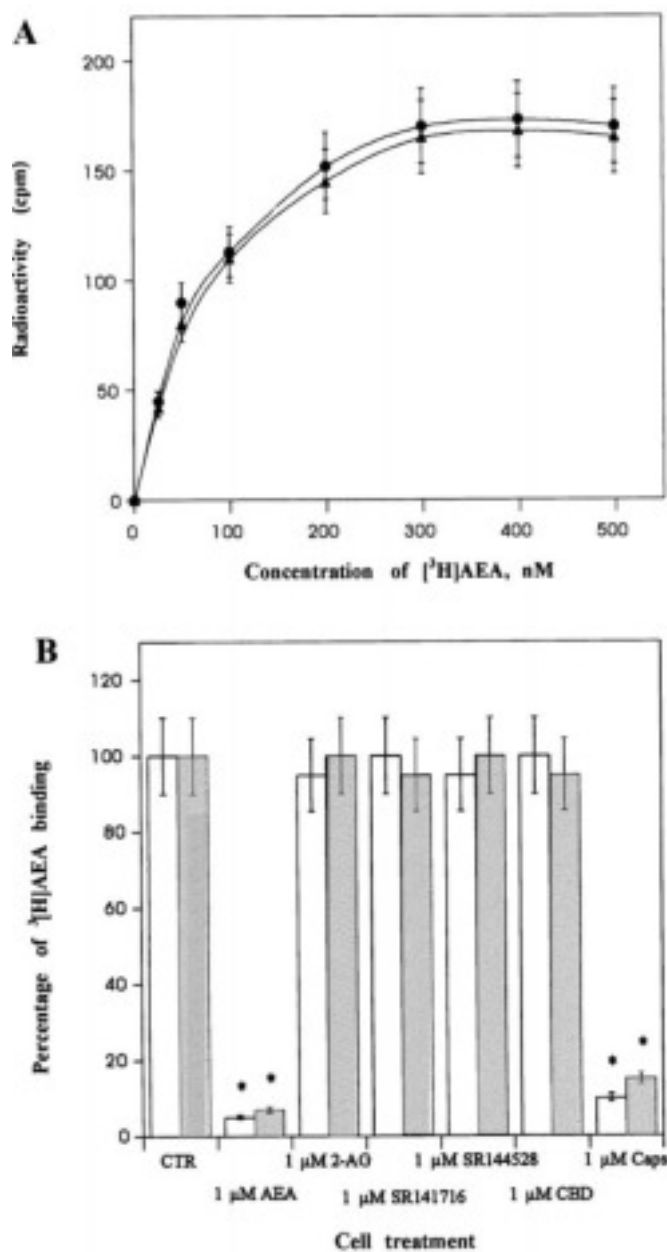 A
200
150
100
50
0
Radioactivity (cpm)
0 100 200 300 400 500
Concentration of [³H]AEA, nM
B
120
100
80
60
40
20
0
Percentage of ³[H]AEA binding
* * * *
CTR 1 µM 2-AO 1 µM SR144528 1 µM Caps
1 µM AEA 1 µM SR141716 1 µM CBD
Cell treatment